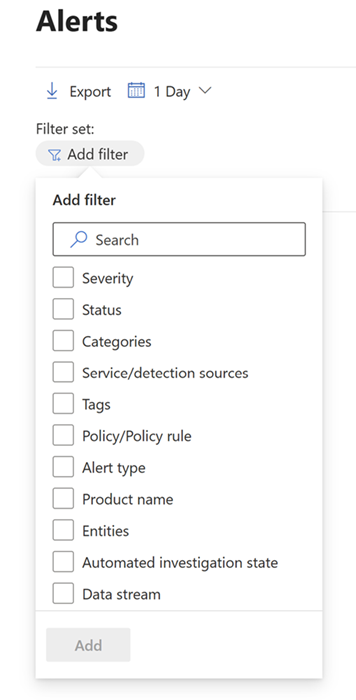 Alerts
Export 1 Day
Filter set:
Add filter
Add filter
Search
Severity
Status
Categories
Service/detection sources
Tags
Policy/Policy rule
Alert type
Product name
Entities
Automated investigation state
Data stream
Add